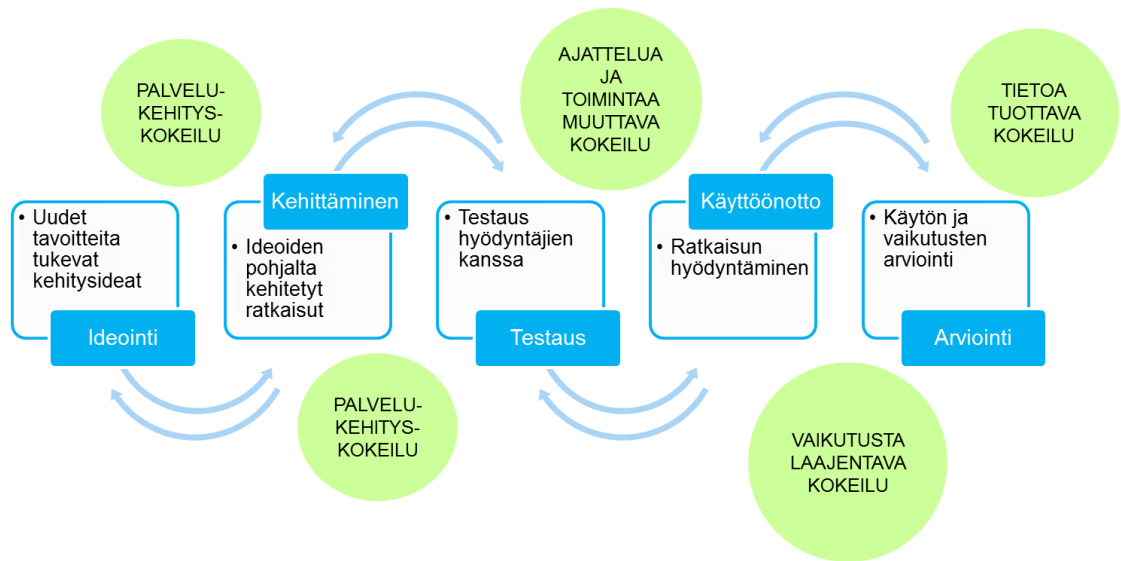 PALVELU-
KEHITYS-
KOKEILU
AJATTELUA
JA
TOIMINTAA
MUUTTAVA
KOKEILU
TIETOA
TUOTTAVA
KOKEILU
• Uudet
tavoitteita
tukevat
kehitysideat
Ideointi
Kehittäminen
• Ideoiden
pohjalta
kehitetyt
ratkaisut
• Testaus
hyödyntäjien
kanssa
Testaus
Käyttöönotto
• Ratkaisun
hyödyntäminen
• Käytön ja
vaikutusten
arviointi
Arviointi
PALVELU-
KEHITYS-
KOKEILU
VAIKUTUSTA
LAAJENTAVA
KOKEILU